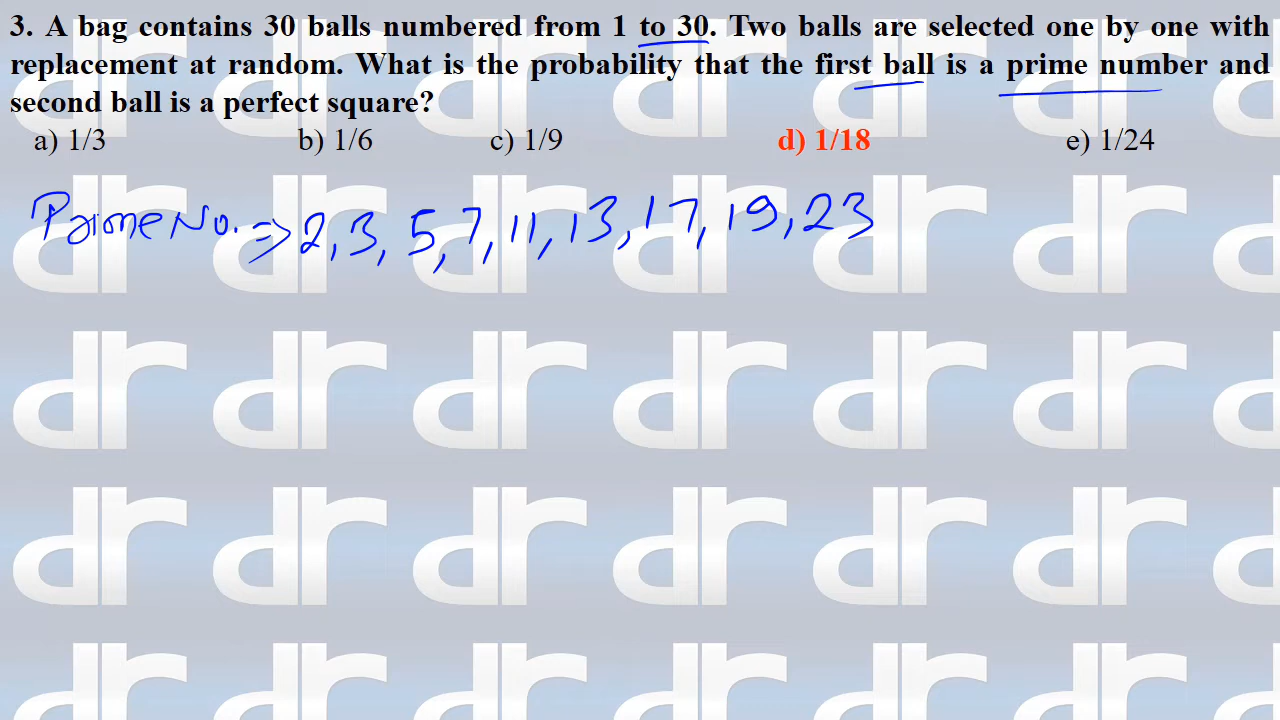 3. A bag contains 30 balls numbered from 1 to 30. Two balls are selected one by one with
replacement at random. What is the probability that the first ball is a prime number and
second ball is a perfect square?
a) 1/3 b) 1/6 c) 1/9 d) 1/18 e) 1/24
Prime No. ⇒ 2, 3, 5, 7, 11, 13, 17, 19, 23